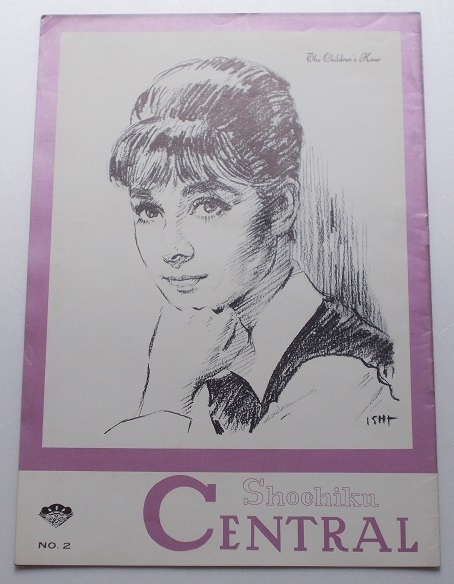 The Children's Hour
ISHI
Shochiku
CENTRAL
NO. 2